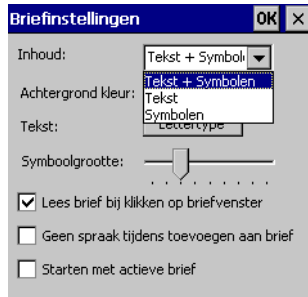 Briefinstellingen OK
Inhoud: Tekst + Symbol
Tekst + Symbolen
Achtergrond kleur: Tekst
Symbolen
Tekst: Lettertype
Symboolgrootte:
Lees brief bij klikken op briefvenster
Geen spraak tijdens toevoegen aan brief
Starten met actieve brief